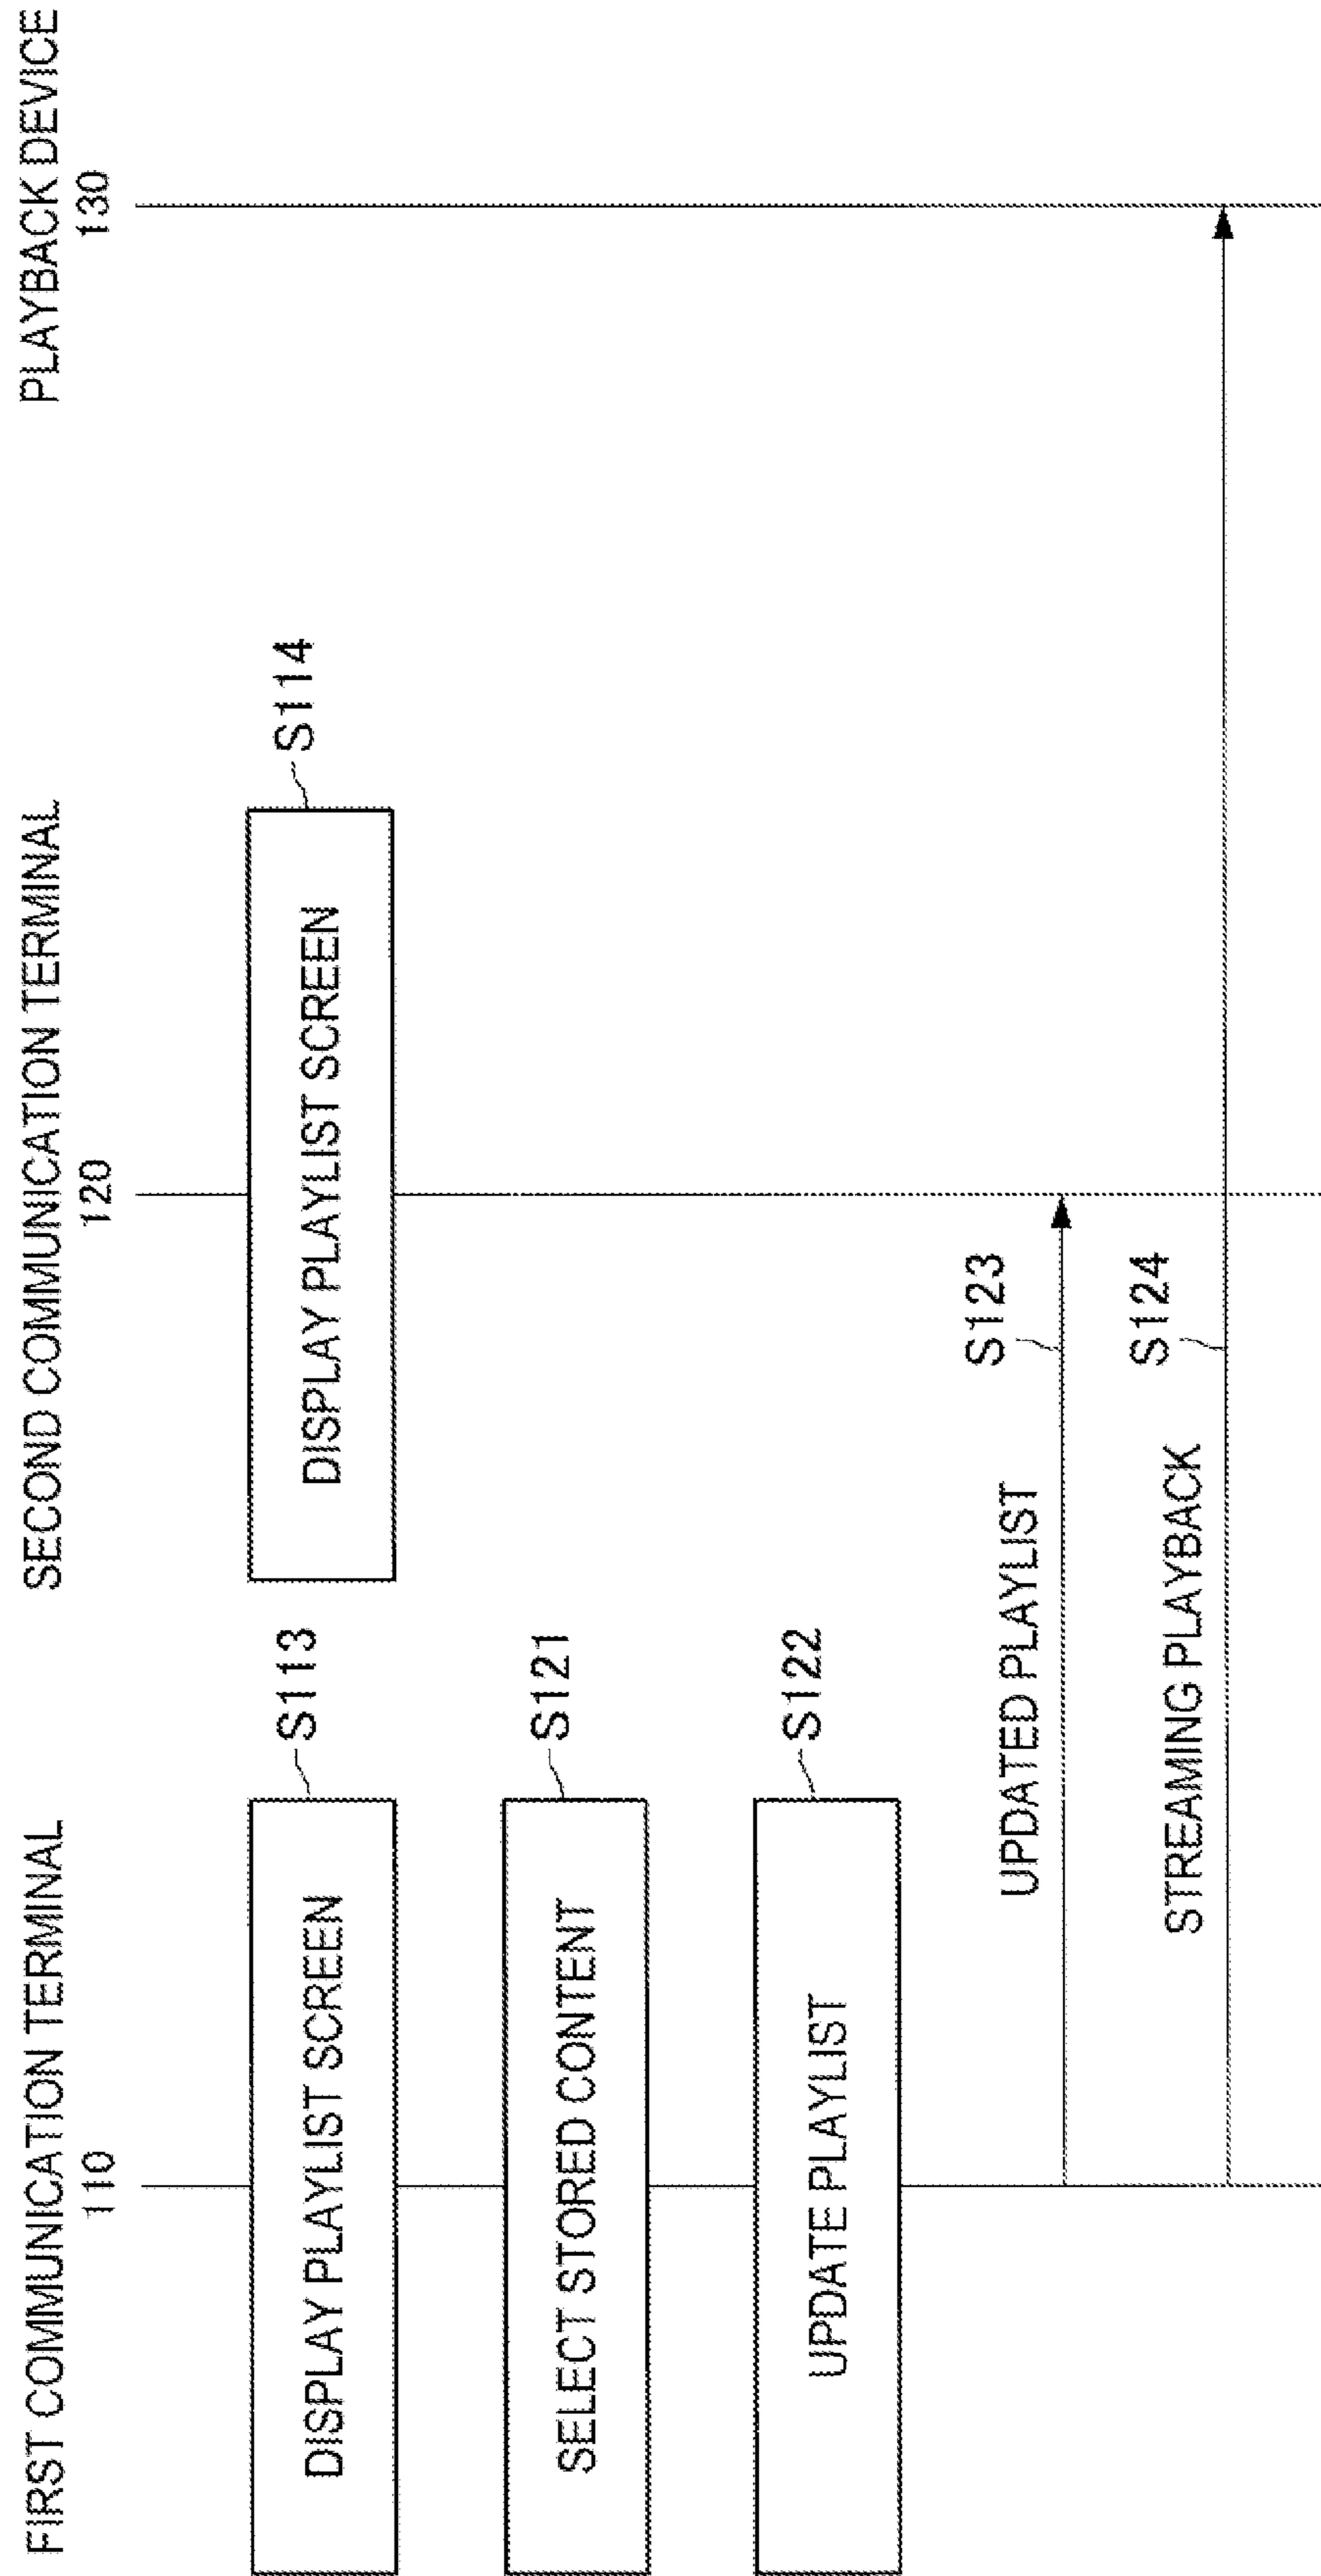 FIRST COMMUNICATION TERMINAL
110
SECOND COMMUNICATION TERMINAL
120
PLAYBACK DEVICE
130
DISPLAY PLAYLIST SCREEN
S113
DISPLAY PLAYLIST SCREEN
S114
SELECT STORED CONTENT
S121
UPDATE PLAYLIST
S122
UPDATED PLAYLIST
S123
STREAMING PLAYBACK
S124